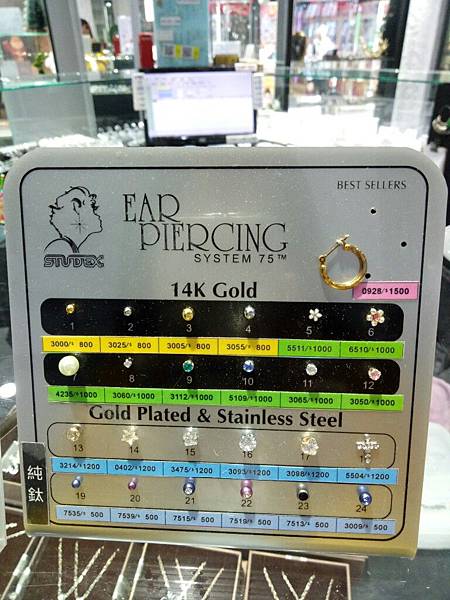 BEST SELLERS
EAR PIERCING
SYSTEM 75™
STUDEX
0928/$1500
14K Gold
1 2 3 4 5 6
3000/$ 800 3025/$ 800 3005/$ 800 3055/$ 800 5511/$1000 6510/$1000
8 9 10 11 12
4235/$1000 3060/$1000 3112/$1000 5109/$1000 3065/$1000 3050/$1000
Gold Plated & Stainless Steel
13 14 15 16 17 18
3214/$1200 0402/$1200 3475/$1200 3093/$1200 3098/$1200 5504/$1200
純鈦
19 20 21 22 23 24
7535/$ 500 7539/$ 500 7515/$ 500 7519/$ 500 7513/$ 500 3009/$ 500